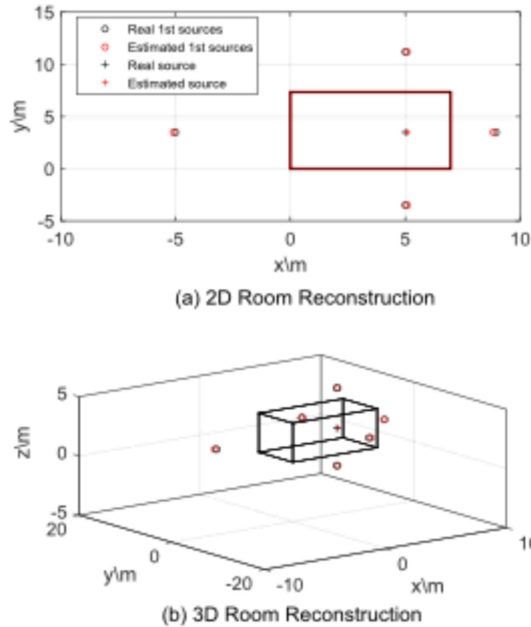 15
10
5
0
-5
y\m
Real 1st sources
Estimated 1st sources
Real source
Estimated source
-10
-5
0
5
10
x\m
(a) 2D Room Reconstruction
5
0
-5
z\m
20
0
-20
y\m
-10
0
10
x\m
(b) 3D Room Reconstruction